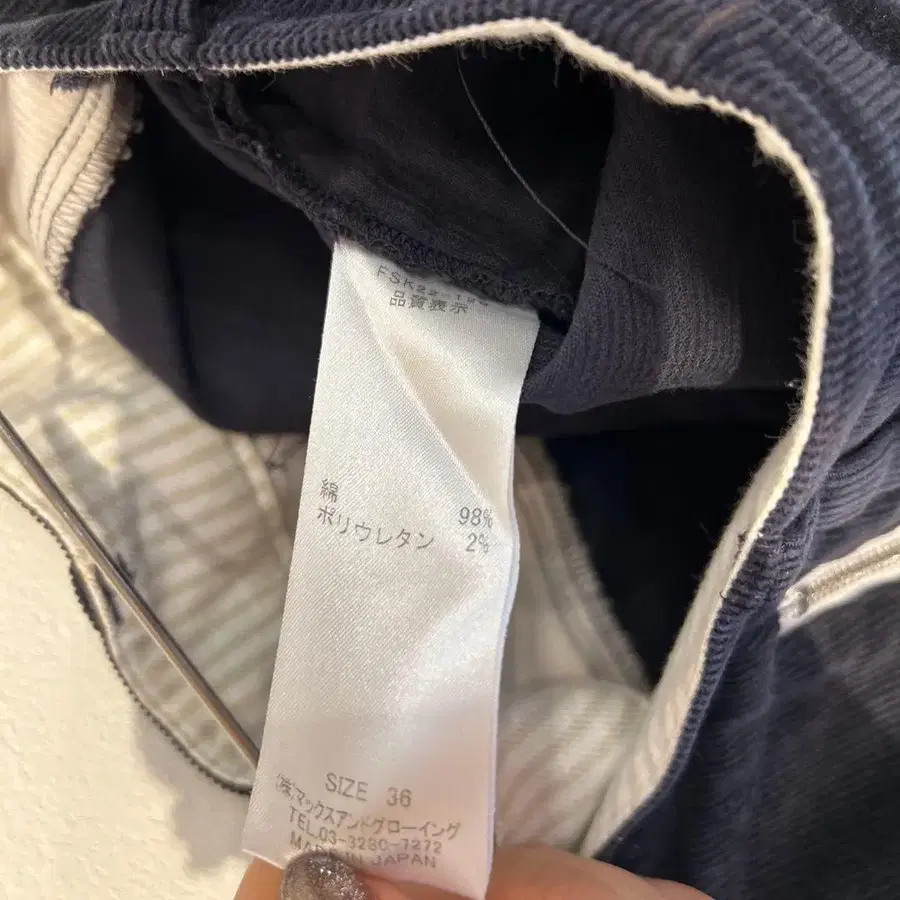 品質表示
綿 98%
ポリウレタン 2%
SIZE 36
(株)マックスアンドグローイング
TEL.03-3280-7272
MADE IN JAPAN